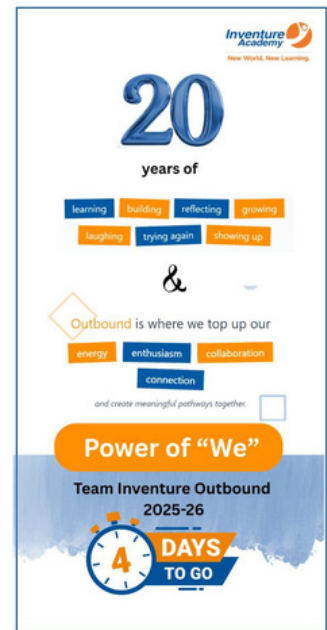 Inventure
Academy
New World. New Learning.
20
years of
learning building reflecting growing
laughing trying again showing up
&
Outbound is where we top up our
energy enthusiasm collaboration
connection
and create meaningful pathways together.
Power of “We”
Team Inventure Outbound
2025-26
4 DAYS
TO GO